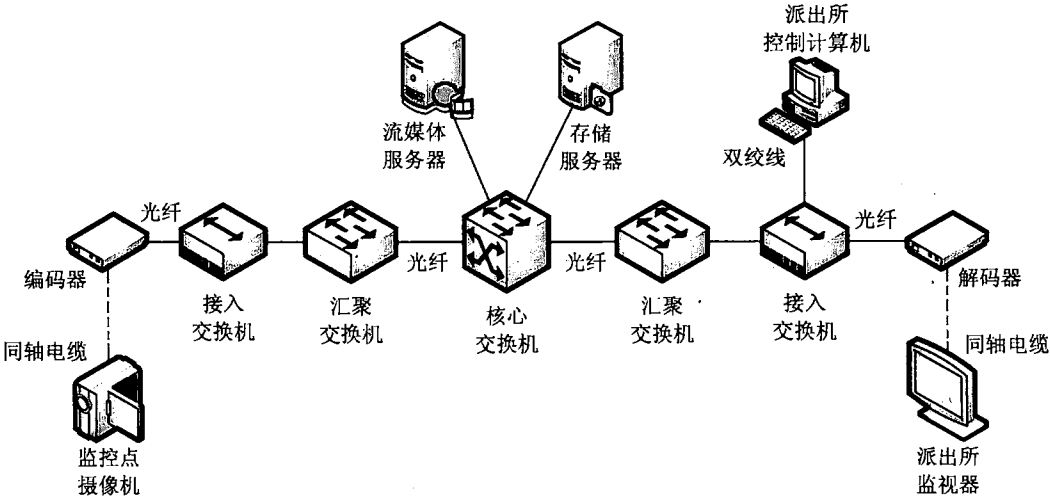 派出所
控制计算机
流媒体
服务器
存储
服务器
双绞线
光纤
光纤
光纤
光纤
编码器
接入
交换机
汇聚
交换机
核心
交换机
汇聚
交换机
接入
交换机
解码器
同轴电缆
同轴电缆
监控点
摄像机
派出所
监视器